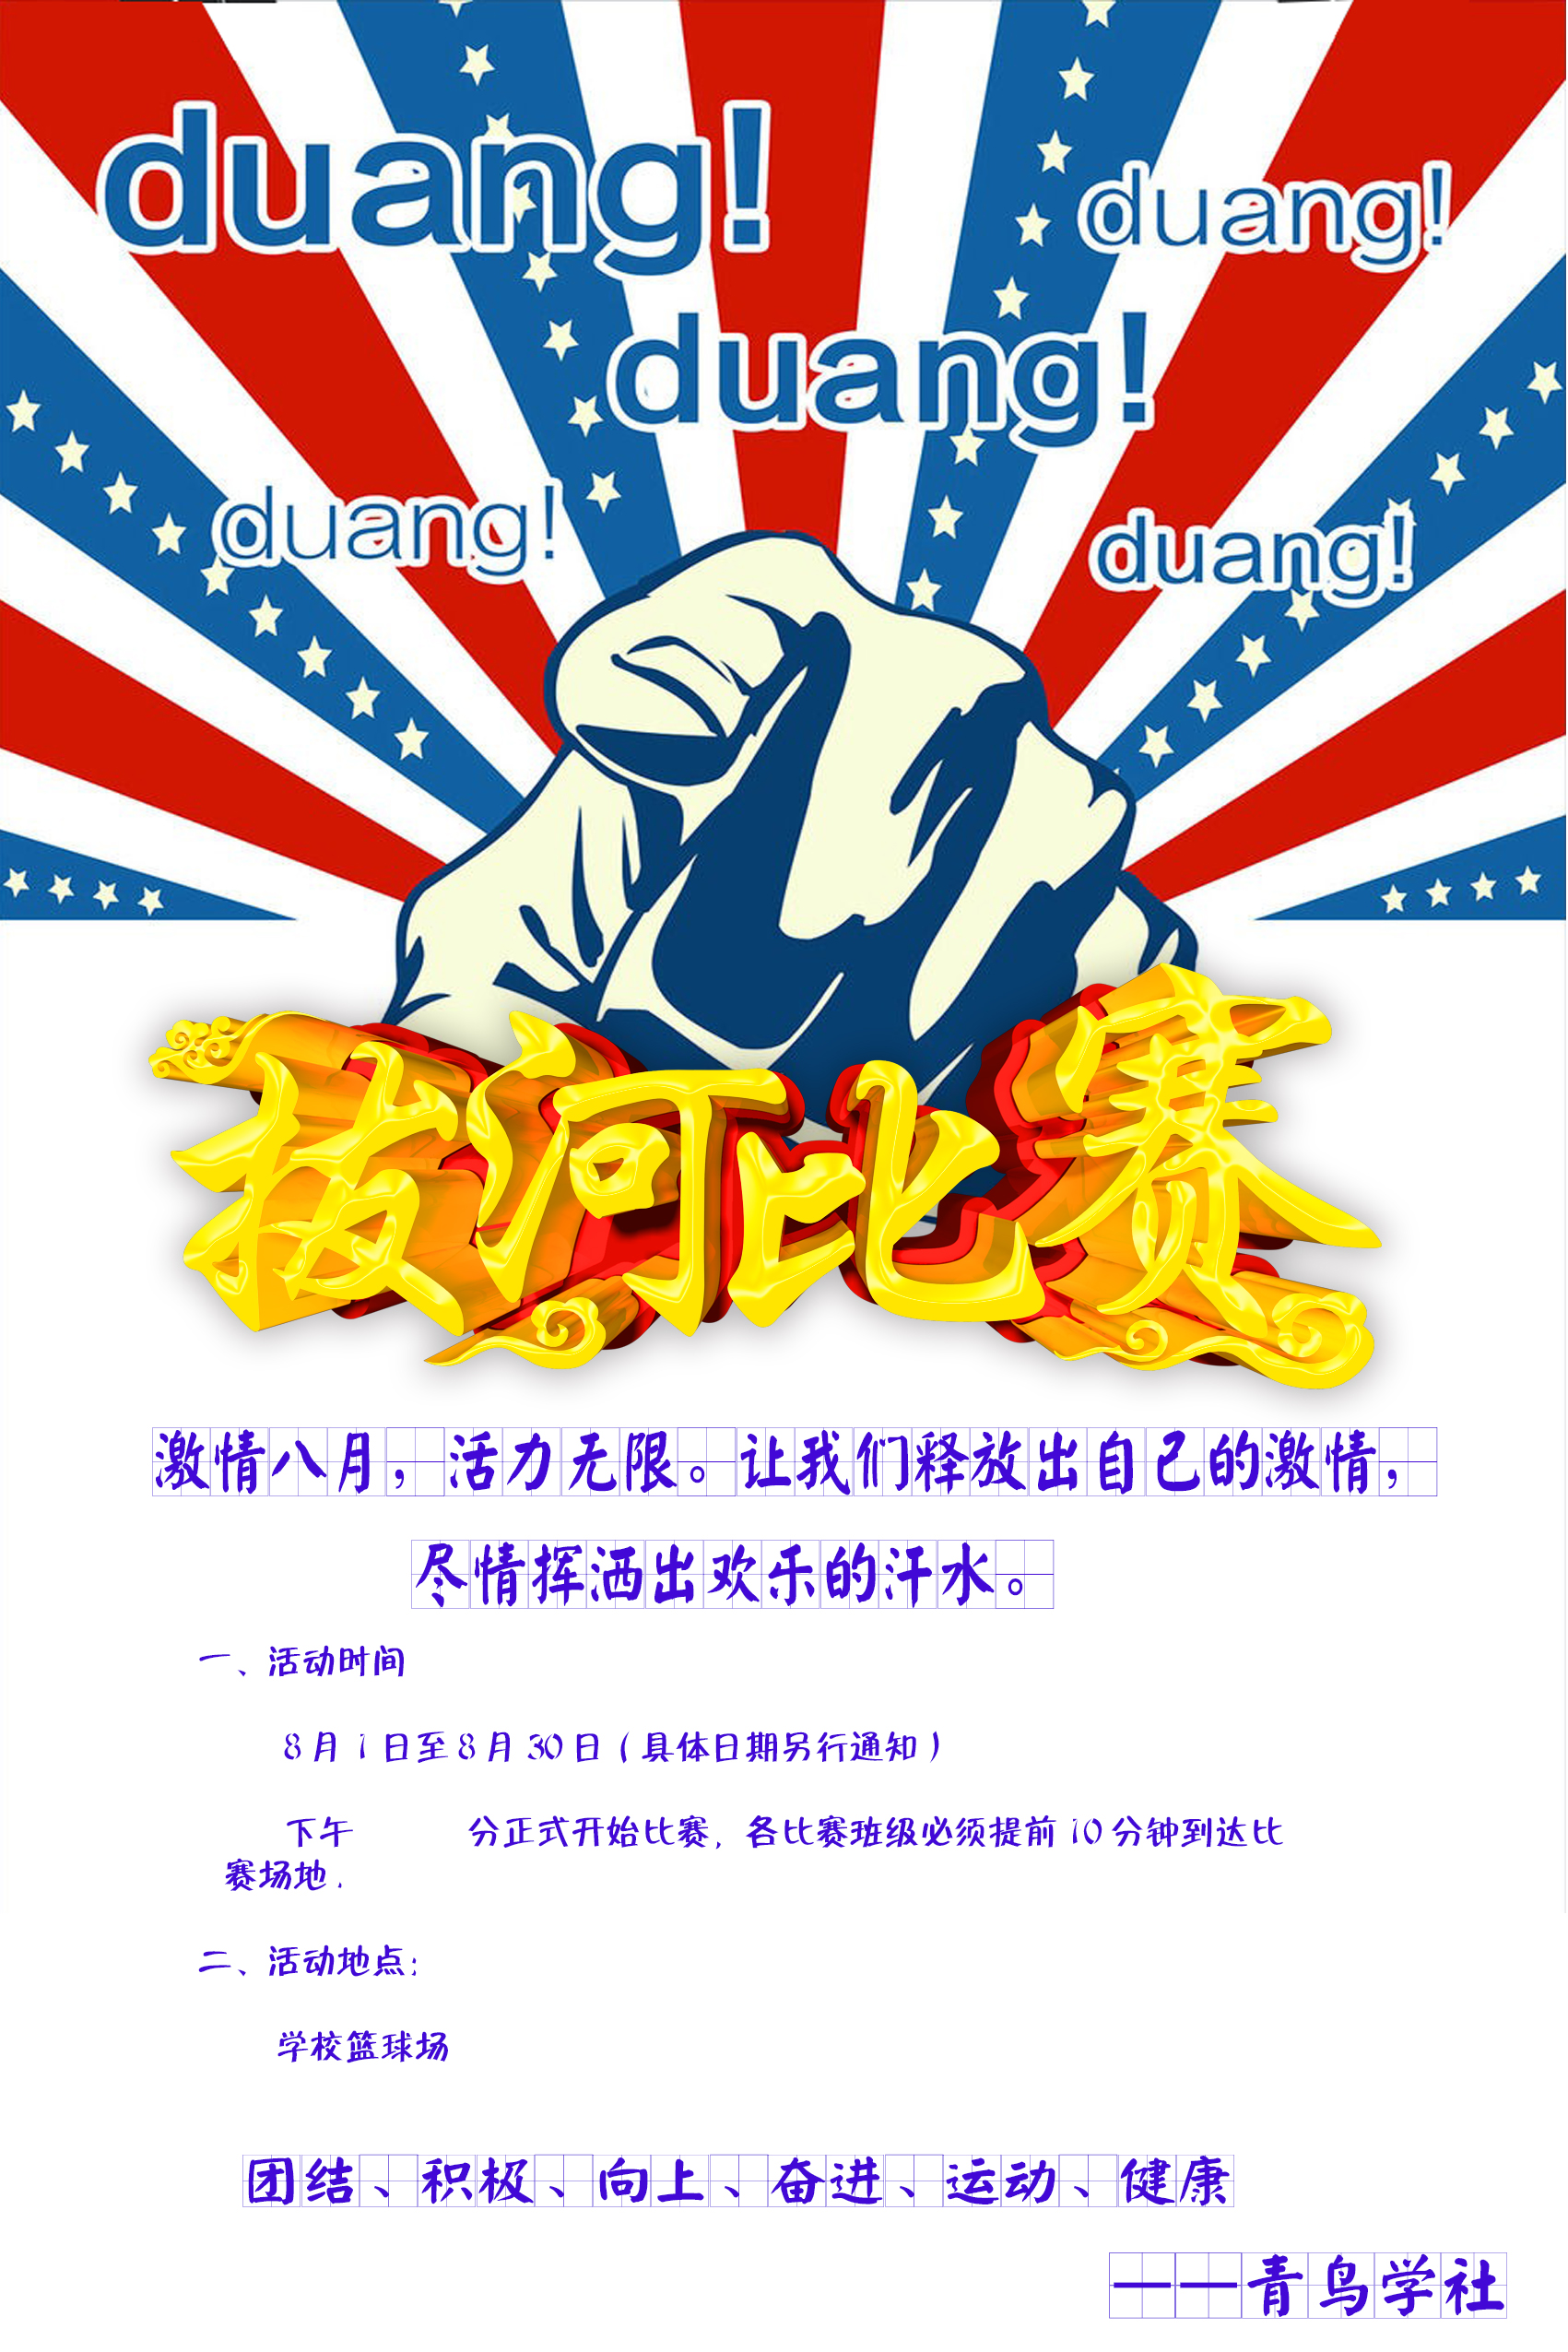 duang!
duang!
duang!
duang!
duang!
拔河比赛
激情八月，活力无限。让我们释放出自己的激情，
尽情挥洒出欢乐的汗水。
一、活动时间
8月1日至8月30日（具体日期另行通知）
下午 分正式开始比赛，各比赛班级必须提前10分钟到达比
赛场地.
二、活动地点:
学校篮球场
团结、积极、向上、奋进、运动、健康
——青鸟学社